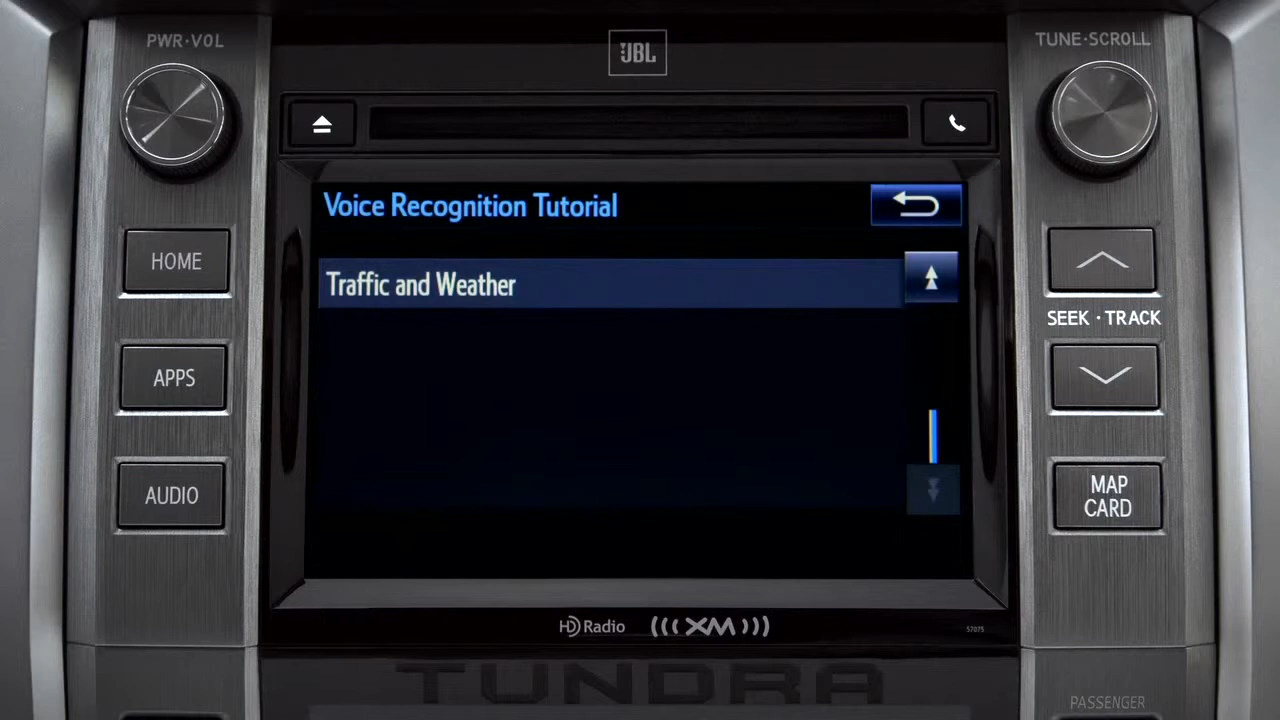 PWR·VOL
JBL
TUNE·SCROLL
Voice Recognition Tutorial
HOME
Traffic and Weather
SEEK · TRACK
APPS
AUDIO
MAP
CARD
HD Radio
((( XM )))
57075
TUNDRA
PASSENGER